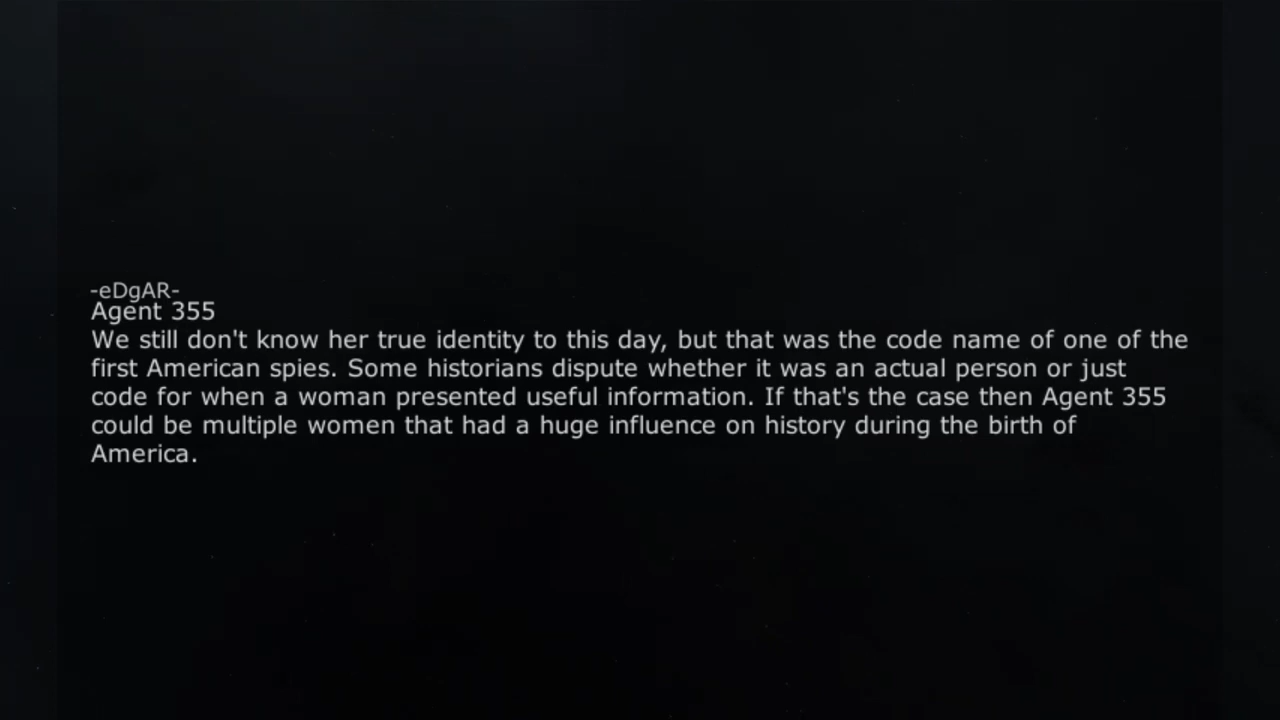 -eDgAR-
Agent 355
We still don't know her true identity to this day, but that was the code name of one of the
first American spies. Some historians dispute whether it was an actual person or just
code for when a woman presented useful information. If that's the case then Agent 355
could be multiple women that had a huge influence on history during the birth of
America.